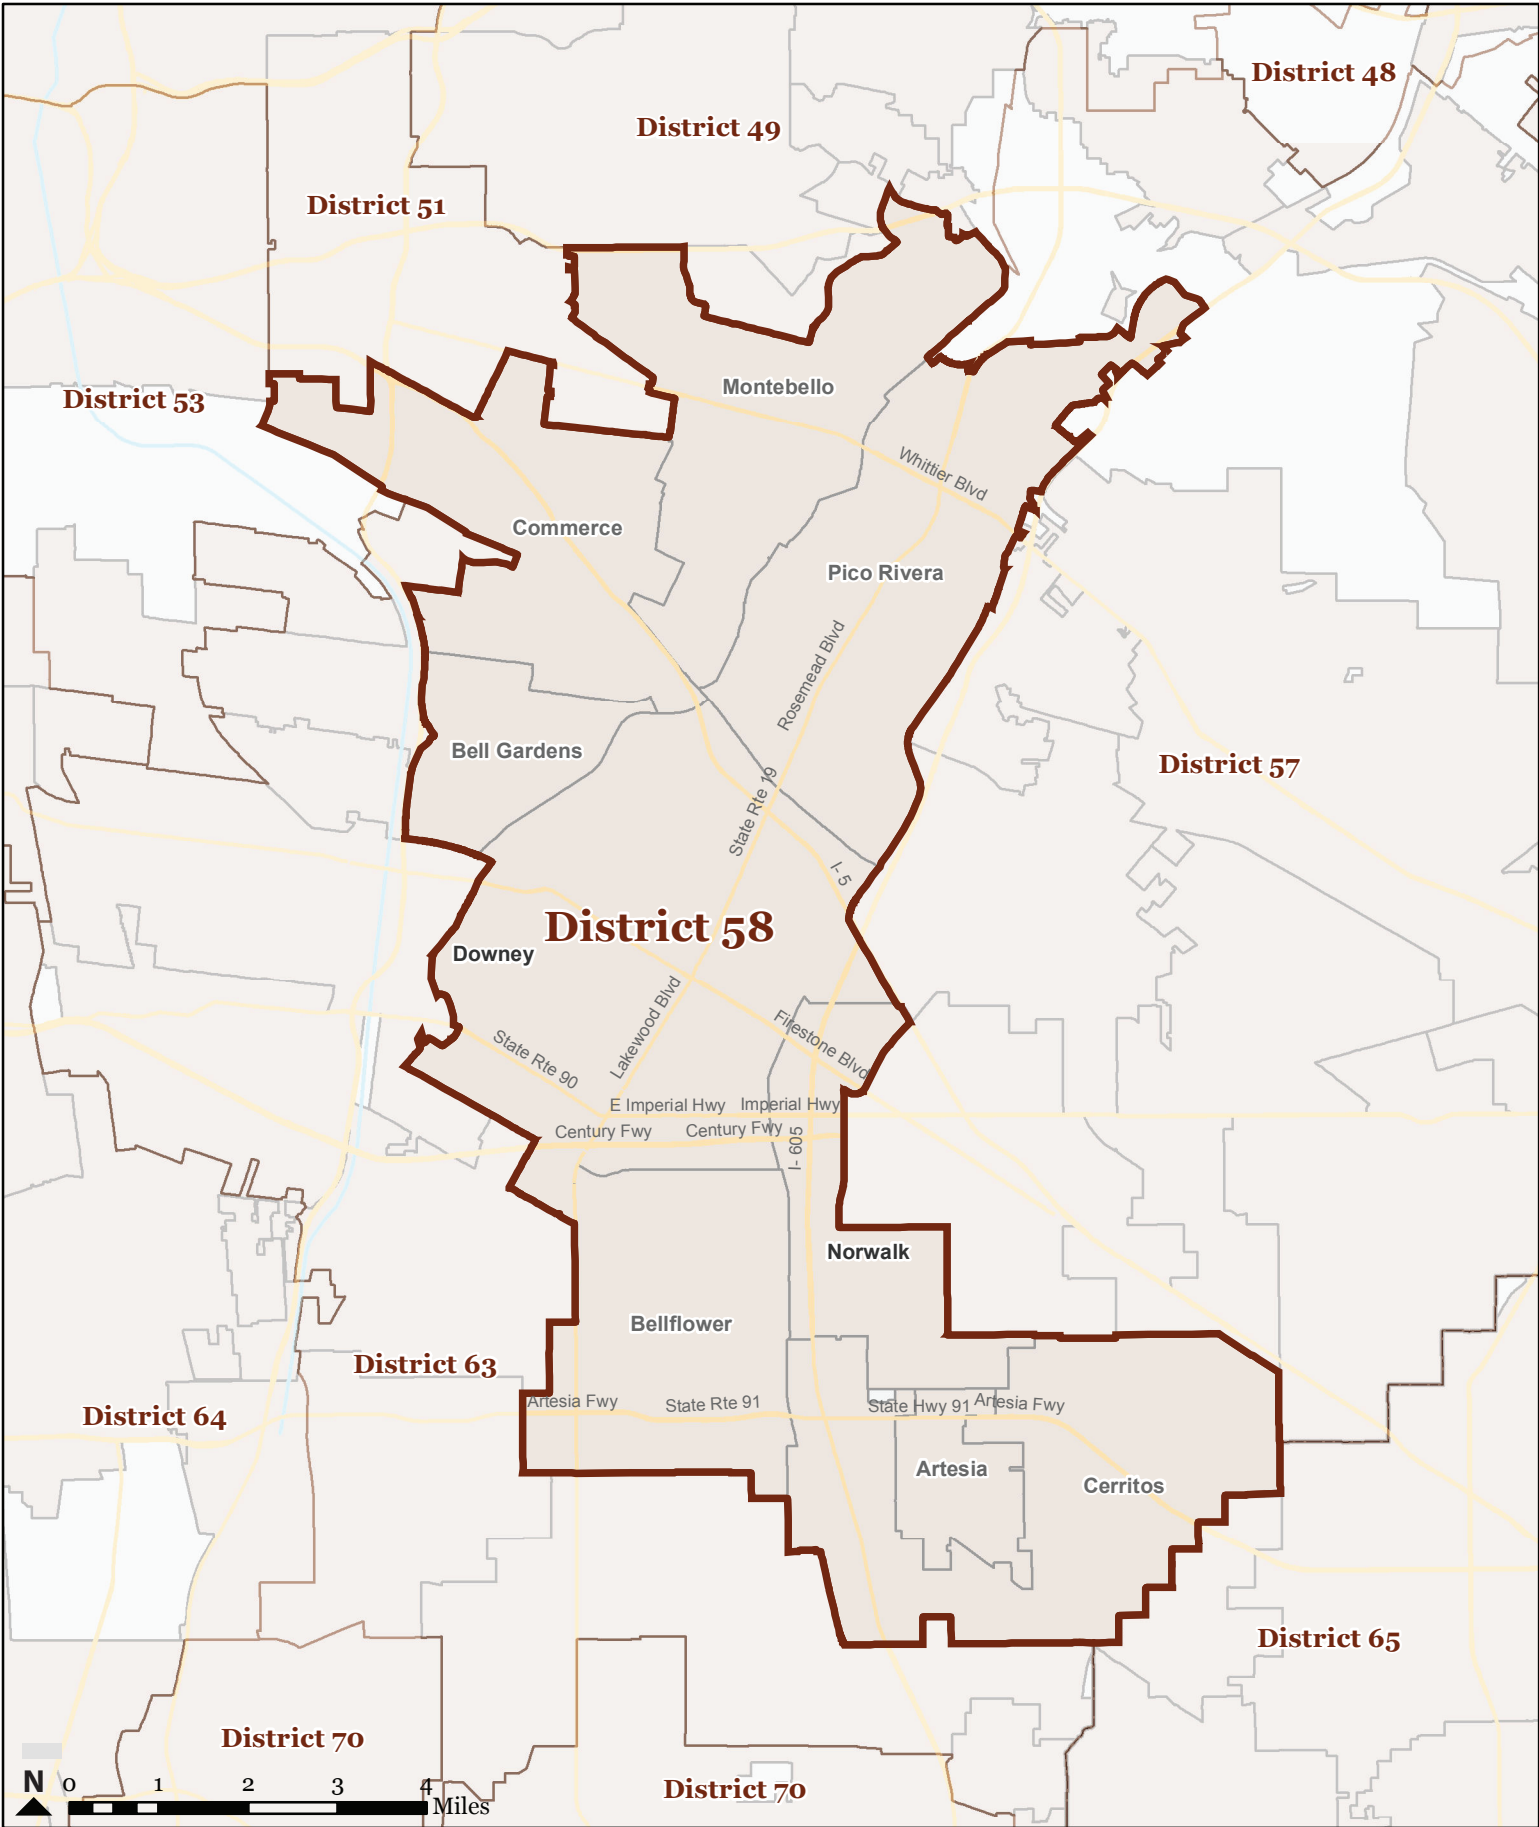 District 48
District 49
District 51
Montebello
District 53
Whittier Blvd
Commerce
Pico Rivera
Rosemead Blvd
Bell Gardens
District 57
State Rte 19
I- 5
District 58
Downey
Lakewood Blvd
Firestone Blvd
State Rte 90
E Imperial Hwy
Imperial Hwy
Century Fwy
Century Fwy
I- 605
Norwalk
Bellflower
District 63
Artesia Fwy
State Rte 91
State Hwy 91
Artesia Fwy
District 64
Artesia
Cerritos
District 65
District 70
District 70
N
0 1 2 3 4
Miles